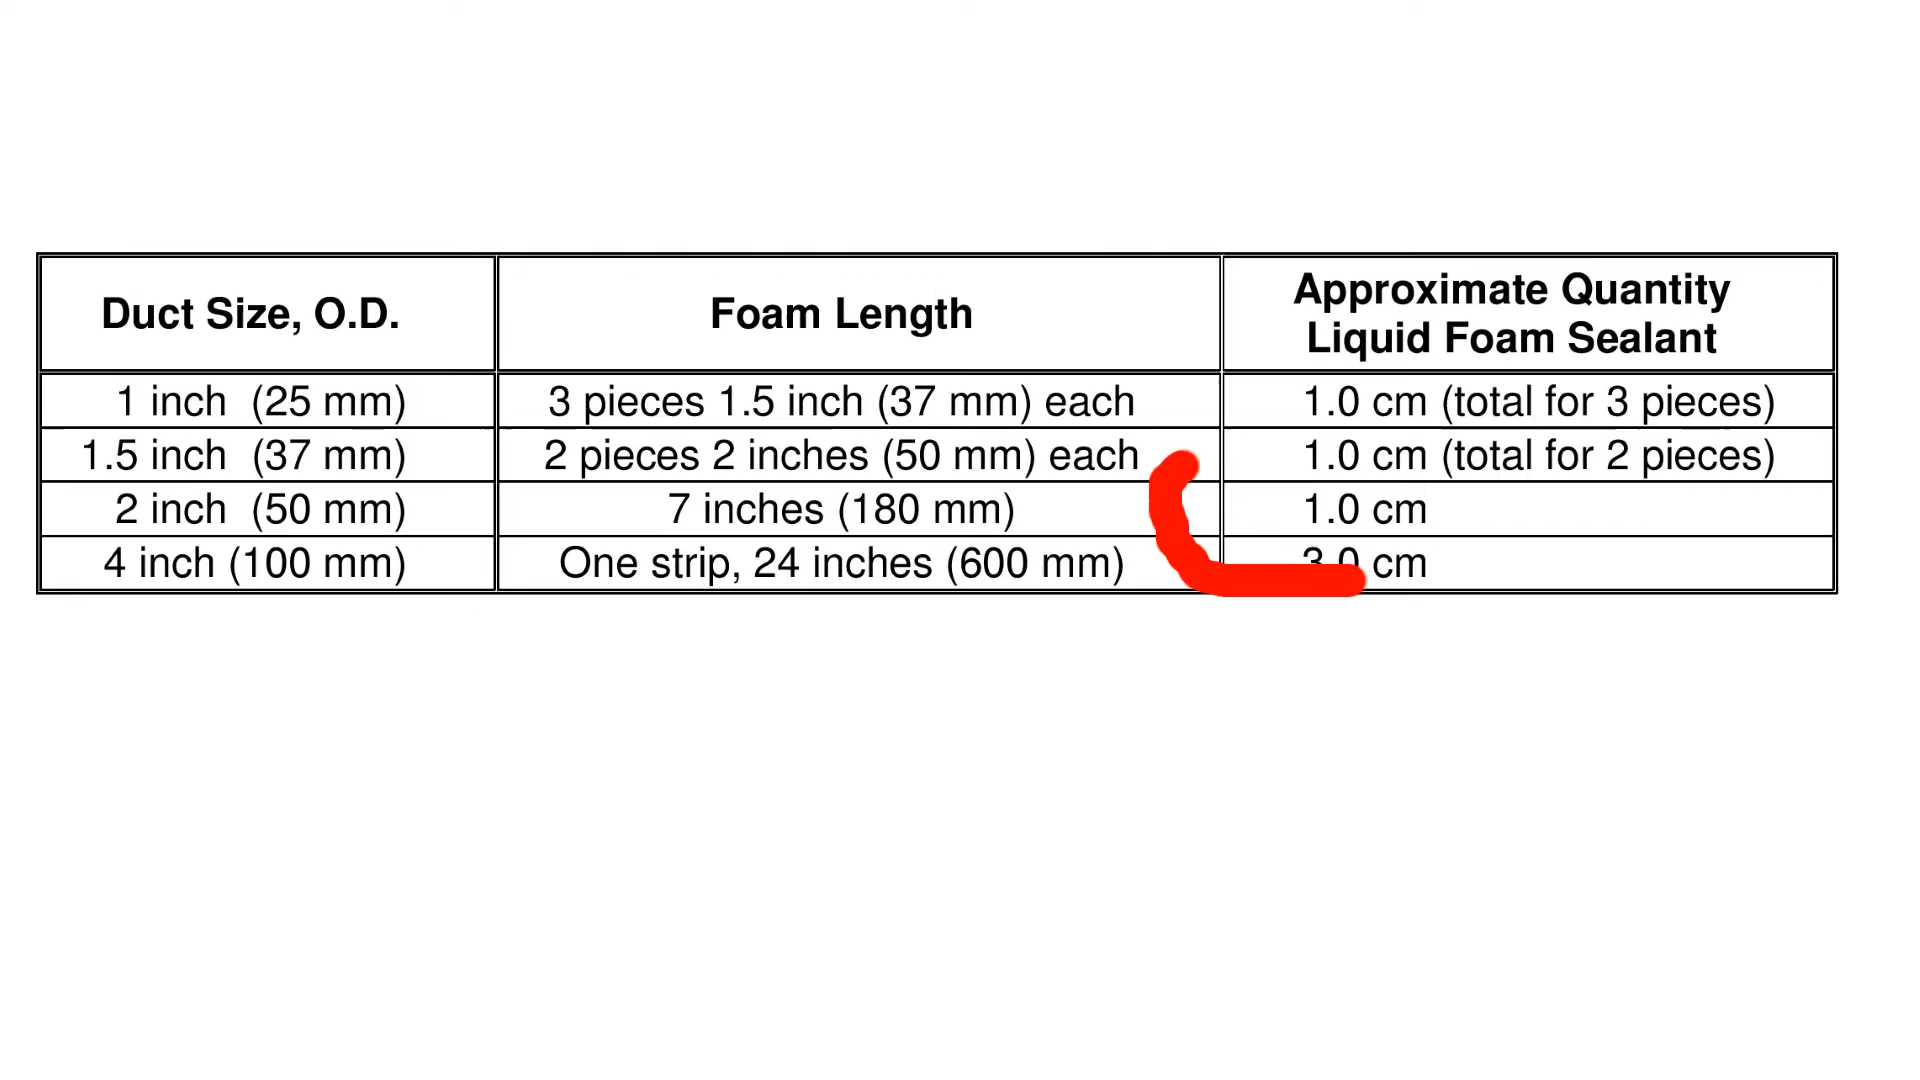 Duct Size, O.D. Foam Length Approximate Quantity Liquid Foam Sealant
1 inch (25 mm) 3 pieces 1.5 inch (37 mm) each 1.0 cm (total for 3 pieces)
1.5 inch (37 mm) 2 pieces 2 inches (50 mm) each 1.0 cm (total for 2 pieces)
2 inch (50 mm) 7 inches (180 mm) 1.0 cm
4 inch (100 mm) One strip, 24 inches (600 mm) 3.0 cm